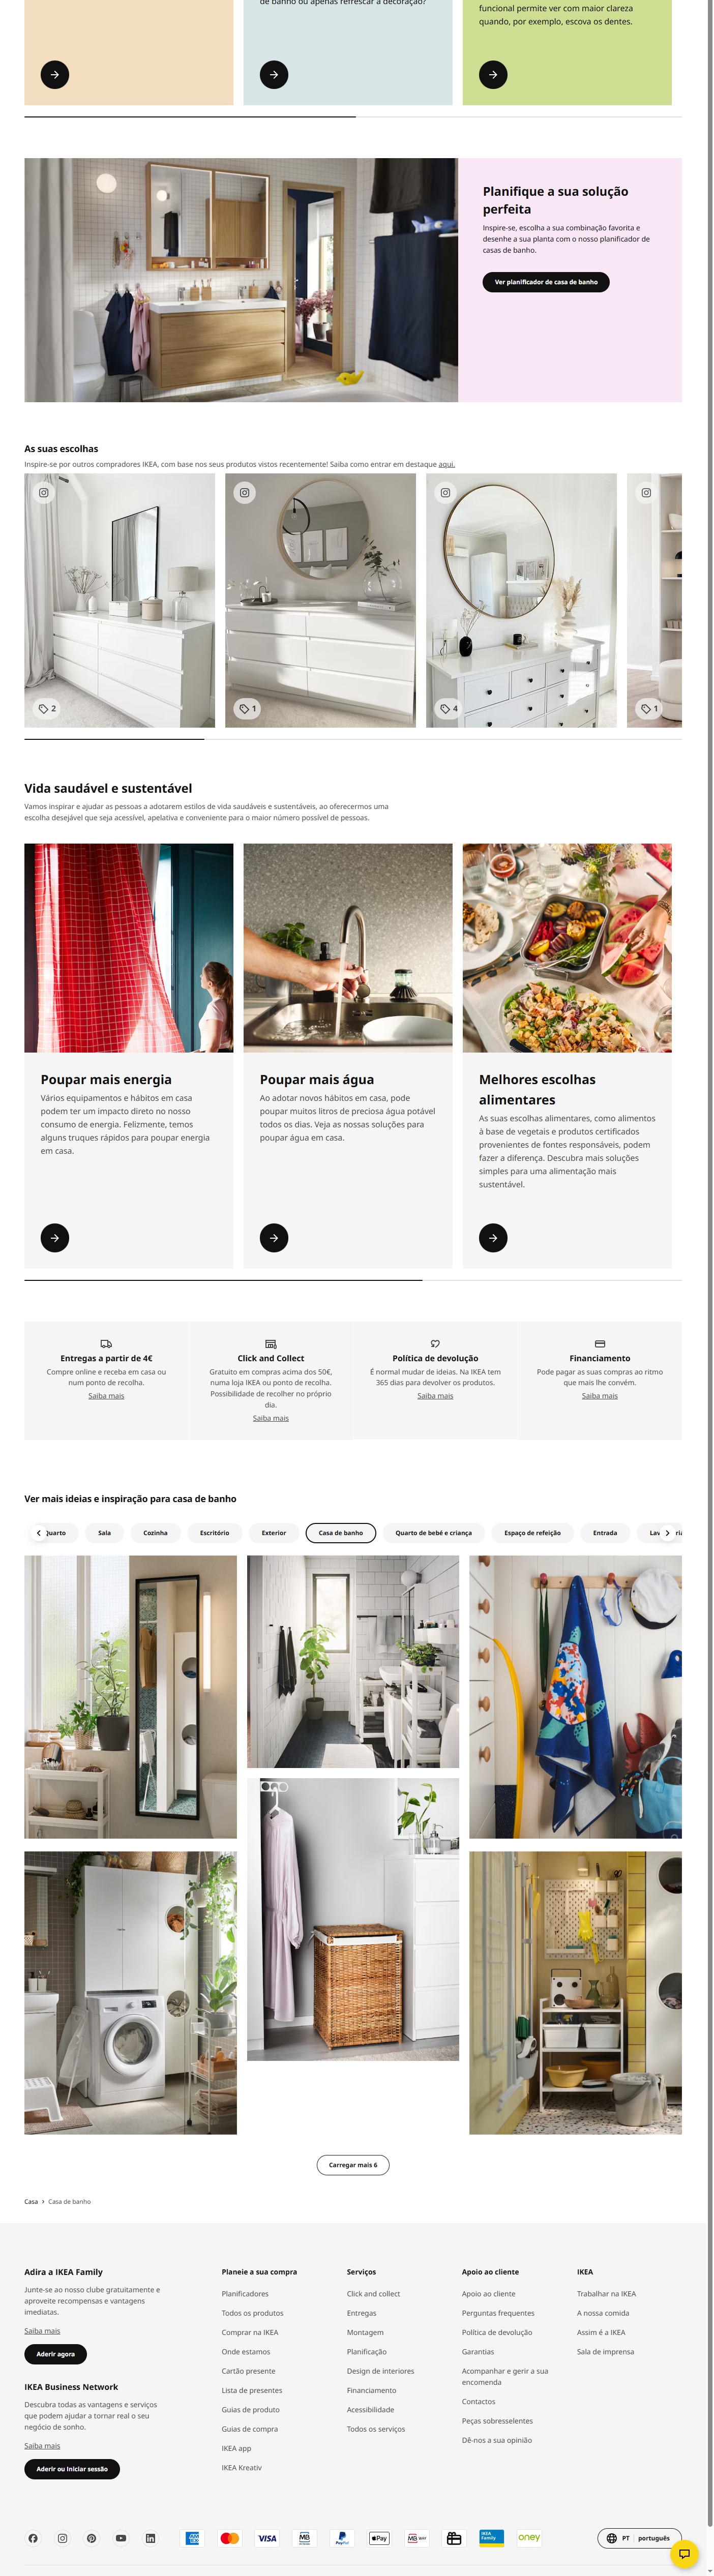 de banho ou apenas refrescar a decoração?
funcional permite ver com maior clareza
quando, por exemplo, escova os dentes.
Planifique a sua solução
perfeita
Inspire-se, escolha a sua combinação favorita e
desenhe a sua planta com o nosso planificador de
casas de banho.
Ver planificador de casa de banho
As suas escolhas
Inspire-se por outros compradores IKEA, com base nos seus produtos vistos recentemente! Saiba como entrar em destaque aqui.
2
1
4
1
Vida saudável e sustentável
Vamos inspirar e ajudar as pessoas a adotarem estilos de vida saudáveis e sustentáveis, ao oferecermos uma
escolha desejável que seja acessível, apelativa e conveniente para o maior número possível de pessoas.
Poupar mais energia
Vários equipamentos e hábitos em casa
podem ter um impacto direto no nosso
consumo de energia. Felizmente, temos
alguns truques rápidos para poupar energia
em casa.
Poupar mais água
Ao adotar novos hábitos em casa, pode
poupar muitos litros de preciosa água potável
todos os dias. Veja as nossas soluções para
poupar água em casa.
Melhores escolhas
alimentares
As suas escolhas alimentares, como alimentos
à base de vegetais e produtos certificados
provenientes de fontes responsáveis, podem
fazer a diferença. Descubra mais soluções
simples para uma alimentação mais
sustentável.
Entregas a partir de 4€
Compre online e receba em casa ou
num ponto de recolha.
Saiba mais
Click and Collect
Gratuito em compras acima dos 50€,
numa loja IKEA ou ponto de recolha.
Possibilidade de recolher no próprio
dia.
Saiba mais
Política de devolução
É normal mudar de ideias. Na IKEA tem
365 dias para devolver os produtos.
Saiba mais
Financiamento
Pode pagar as suas compras ao ritmo
que mais lhe convém.
Saiba mais
Ver mais ideias e inspiração para casa de banho
Quarto
Sala
Cozinha
Escritório
Exterior
Casa de banho
Quarto de bebé e criança
Espaço de refeição
Entrada
Carregar mais 6
Casa
Casa de banho
Adira a IKEA Family
Junte-se ao nosso clube gratuitamente e
aproveite recompensas e vantagens
imediatas.
Saiba mais
Aderir agora
IKEA Business Network
Descubra todas as vantagens e serviços
que podem ajudar a tornar real o seu
negócio de sonho.
Saiba mais
Aderir ou iniciar sessão
Planeie a sua compra
Planificadores
Todos os produtos
Comprar na IKEA
Onde estamos
Cartão presente
Lista de presentes
Guias de produto
Guias de compra
IKEA app
IKEA Kreativ
Serviços
Click and collect
Entregas
Montagem
Planificação
Design de interiores
Financiamento
Acessibilidade
Todos os serviços
Apoio ao cliente
Apoio ao cliente
Perguntas frequentes
Política de devolução
Garantias
Acompanhar e gerir a sua
encomenda
Contactos
Peças sobresselentes
Dê-nos a sua opinião
IKEA
Trabalhar na IKEA
A nossa comida
Assim é a IKEA
Sala de imprensa
VISA
MB
PayPal
Pay
MB WAY
IKEA
Family
oney
PT
português